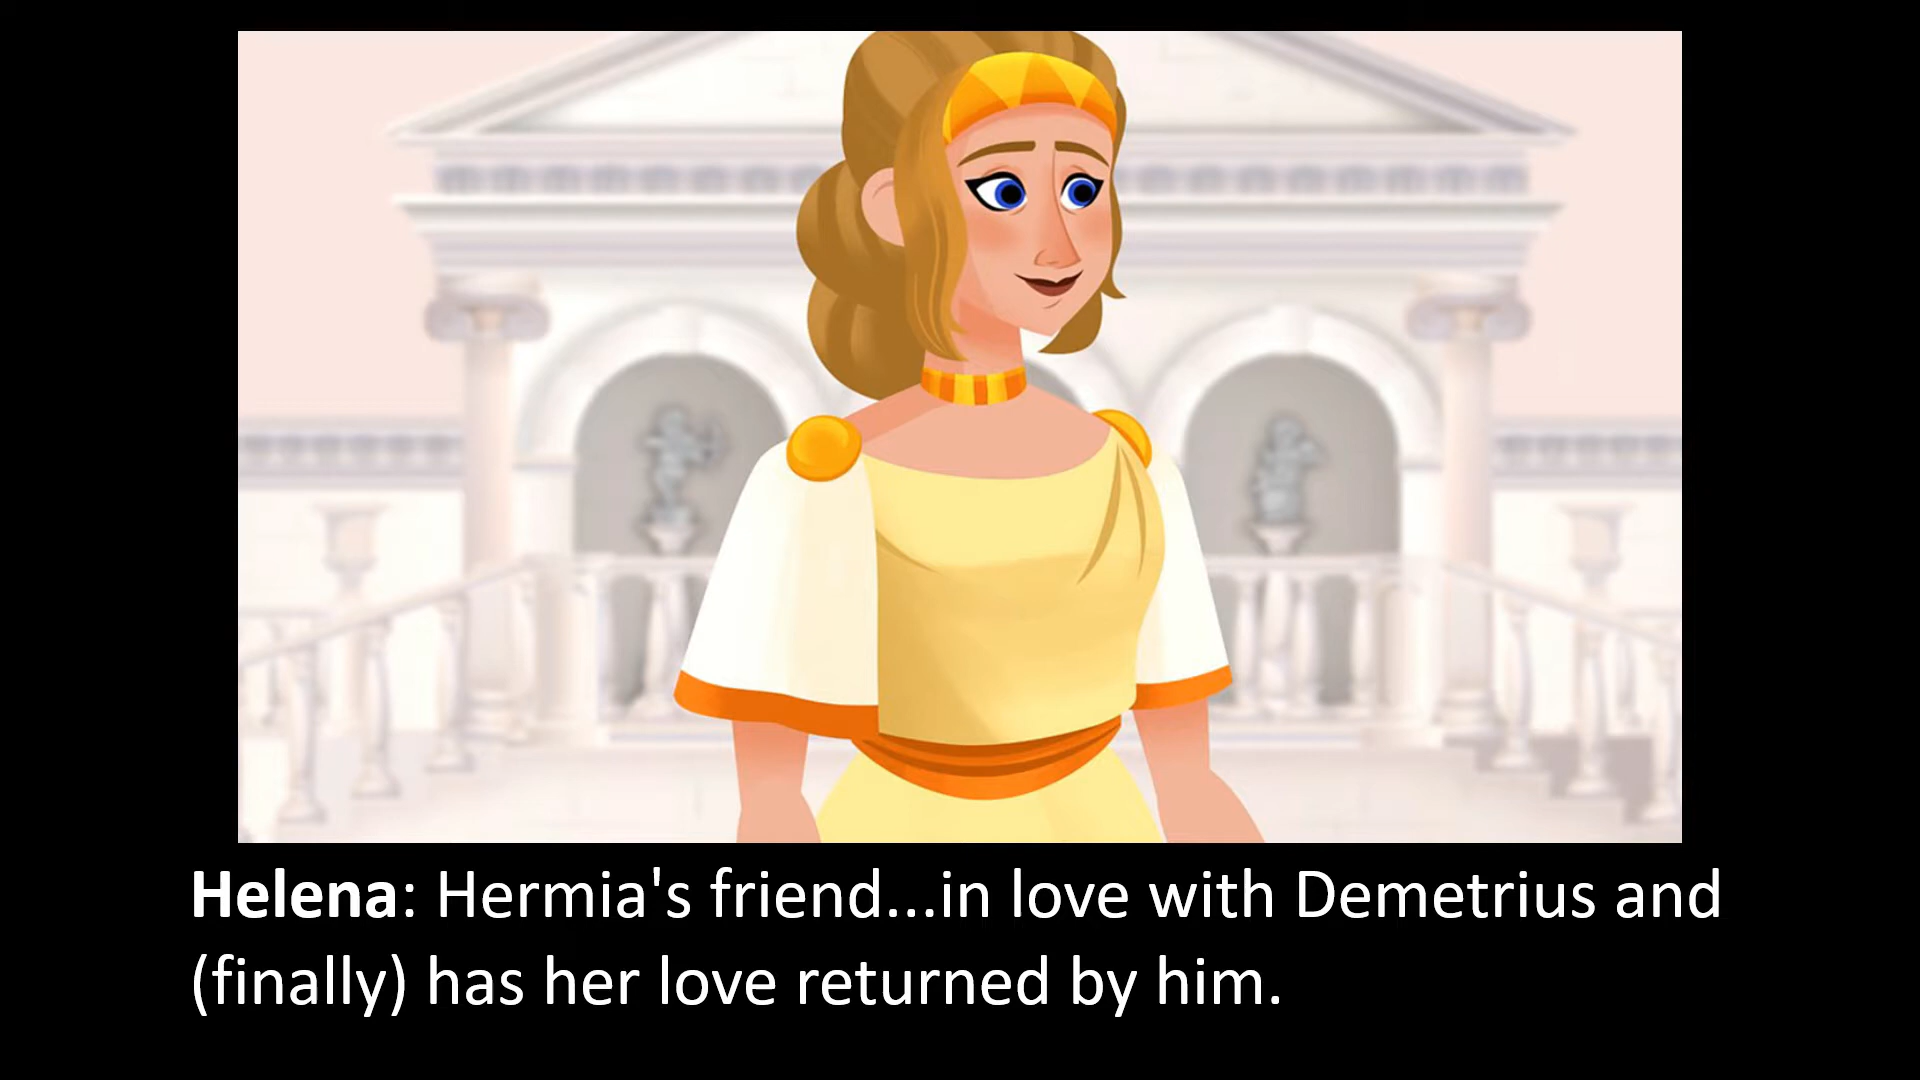 Helena: Hermia's friend...in love with Demetrius and
(finally) has her love returned by him.